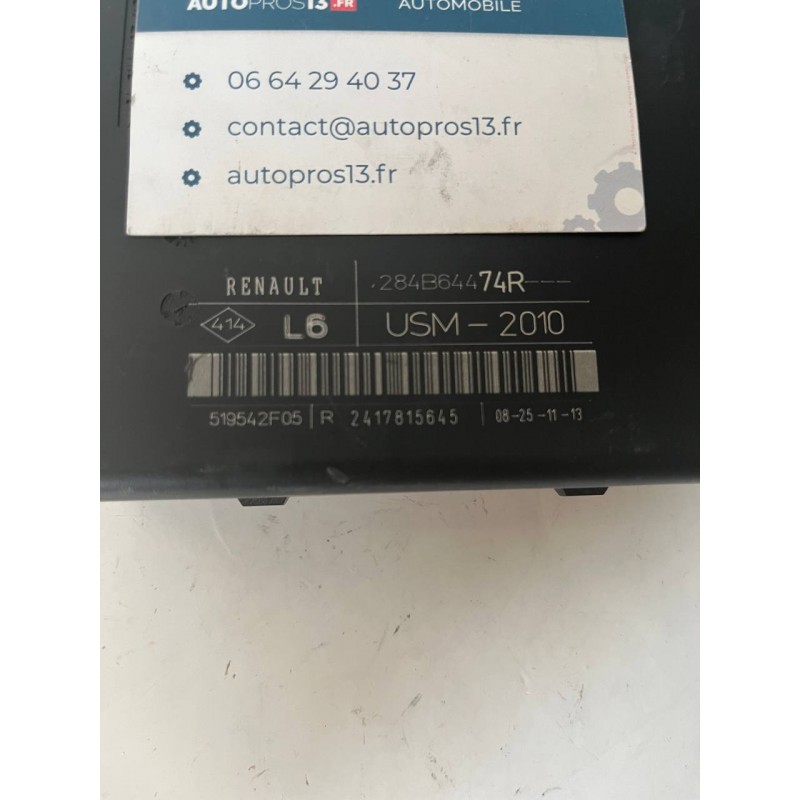 AUTOPROS13.FR AUTOMOBILE
06 64 29 40 37
contact@autopros13.fr
autopros13.fr
RENAULT 284B64474R---
414 L6 USM-2010
519542F05 R 2417815645 08-25-11-13